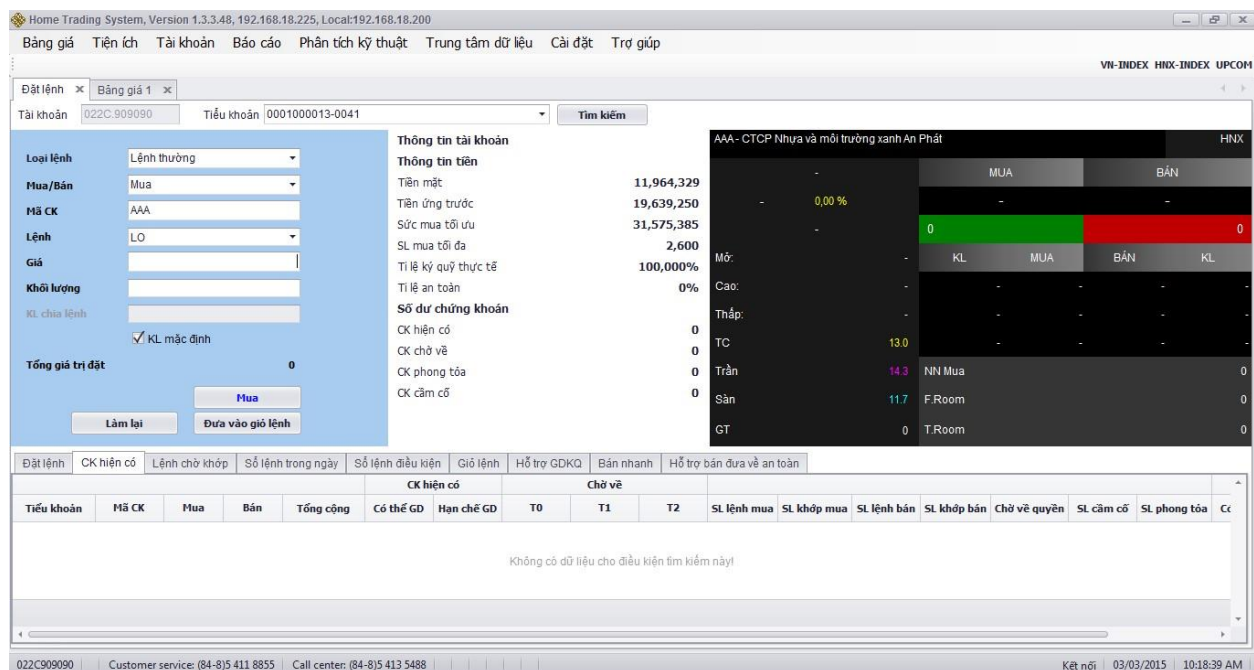 Home Trading System, Version 1.3.3.48, 192.168.18.225, Local:192.168.18.200
Bảng giá Tiện ích Tài khoản Báo cáo Phân tích kỹ thuật Trung tâm dữ liệu Cài đặt Trợ giúp
VN-INDEX HNX-INDEX UPCOM
Đặt lệnh Bảng giá 1
Tài khoản 022C.909090 Tiểu khoản 0001000013-0041 Tìm kiếm
Loại lệnh Lệnh thường
Mua/Bán Mua
Mã CK AAA
Lệnh LO
Giá
Khối lượng
KL chia lệnh
KL mặc định
Tổng giá trị đặt 0
Mua
Làm lại Đưa vào giỏ lệnh
Thông tin tài khoản
Thông tin tiền
Tiền mặt 11,964,329
Tiền ứng trước 19,639,250
Sức mua tối ưu 31,575,385
SL mua tối đa 2,600
Tỉ lệ ký quỹ thực tế 100,000%
Tỉ lệ an toàn 0%
Số dư chứng khoán
CK hiện có 0
CK chờ về 0
CK phong tỏa 0
CK cầm cố 0
AAA - CTCP Nhựa và môi trường xanh An Phát HNX
-
- 0,00 %
-
MUA BÁN
- -
0 0
KL MUA BÁN KL
- - - -
- - - -
- - - -
Mở: -
Cao: -
Thấp: -
TC 13.0
Trần 14.3
Sàn 11.7
GT 0
NN Mua 0
F.Room 0
T.Room 0
Đặt lệnh CK hiện có Lệnh chờ khớp Sổ lệnh trong ngày Sổ lệnh điều kiện Giỏ lệnh Hỗ trợ GDKQ Bán nhanh Hỗ trợ bán đưa về an toàn
CK hiện có Chờ về
Tiểu khoản Mã CK Mua Bán Tổng cộng Có thể GD Hạn chế GD T0 T1 T2 SL lệnh mua SL khớp mua SL lệnh bán SL khớp bán Chờ về quyền SL cầm cố SL phong tỏa
Không có dữ liệu cho điều kiện tìm kiếm này!
022C909090 Customer service: (84-8)5 411 8855 Call center: (84-8)5 413 5488 Kết nối 03/03/2015 10:18:39 AM